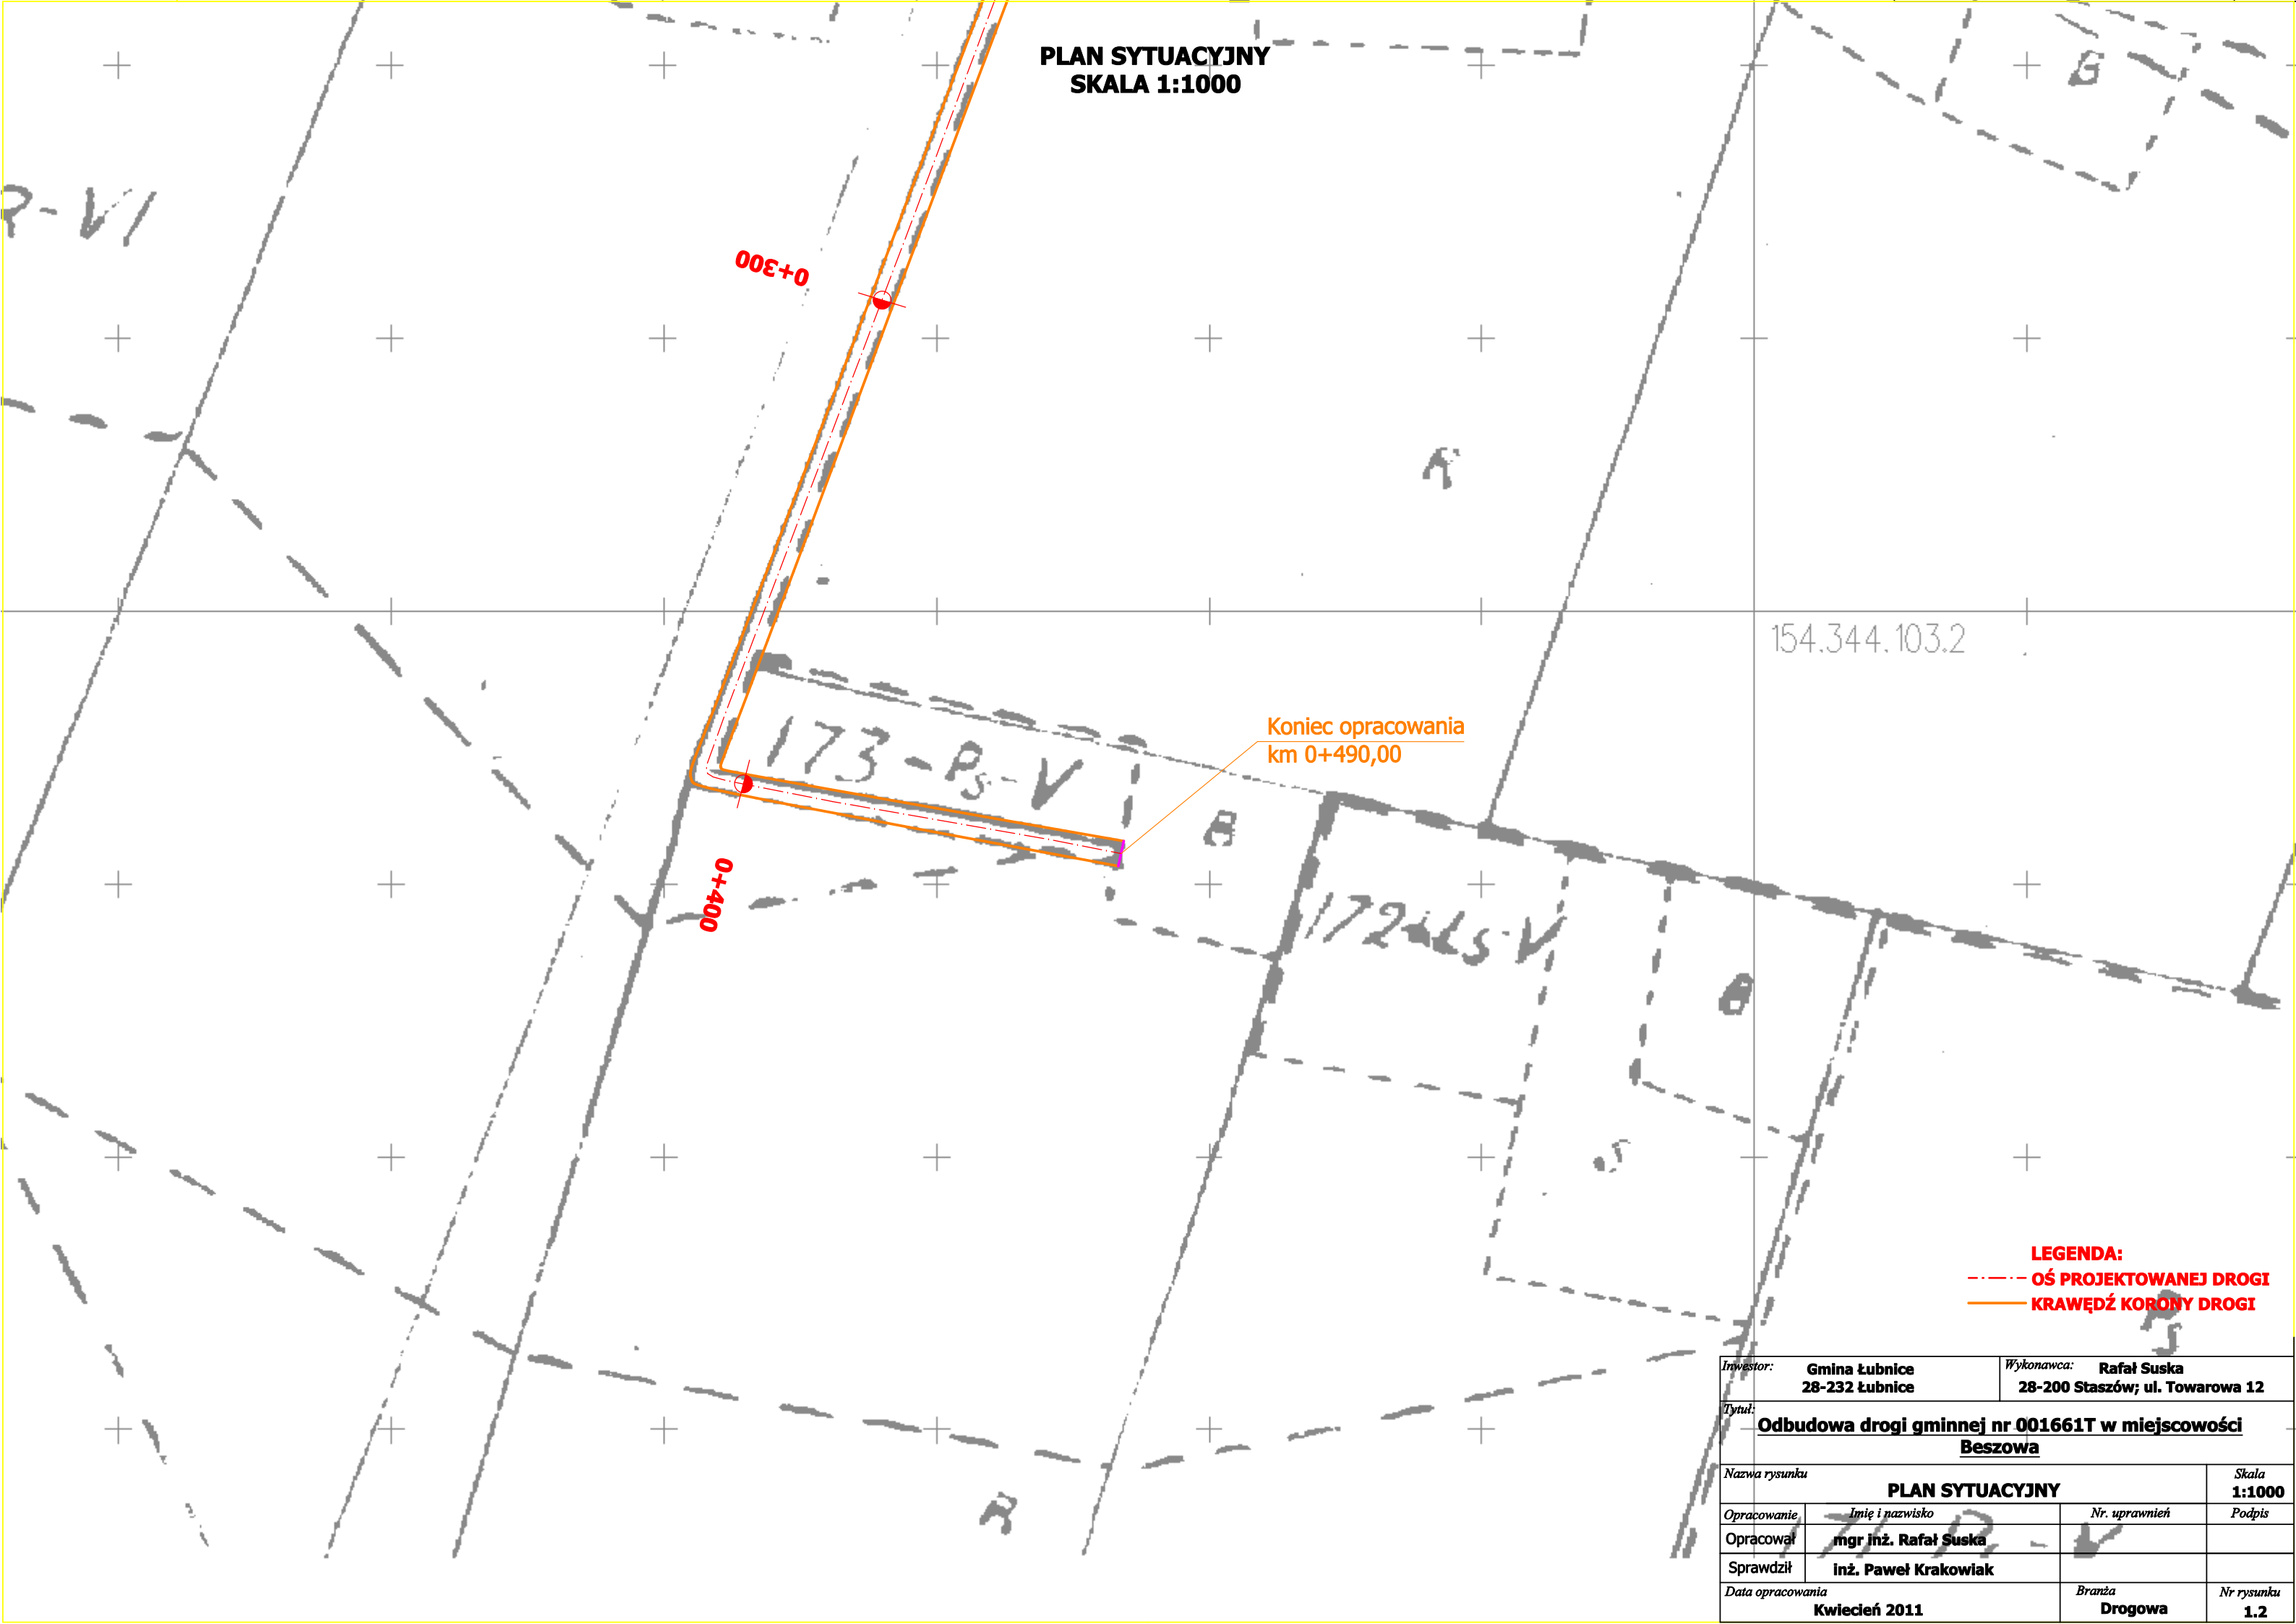 PLAN SYTUACYJNY
SKALA 1:1000
G
R-VI
0+300
R
154.344.103.2
173-Ps-V
Koniec opracowania
km 0+490,00
B
0+400
172
B
S
LEGENDA:
OŚ PROJEKTOWANEJ DROGI
KRAWĘDŹ KORONY DROGI
Ps
R
Inwestor:
Gmina Łubnice
28-232 Łubnice
Wykonawca:
Rafał Suska
28-200 Staszów; ul. Towarowa 12
Tytuł:
Odbudowa drogi gminnej nr 001661T w miejscowości
Beszowa
Nazwa rysunku
PLAN SYTUACYJNY
Skala
1:1000
Opracowanie
Imię i nazwisko
Nr. uprawnień
Podpis
Opracował
mgr inż. Rafał Suska
Sprawdził
inż. Paweł Krakowiak
Data opracowania
Kwiecień 2011
Branża
Drogowa
Nr rysunku
1.2